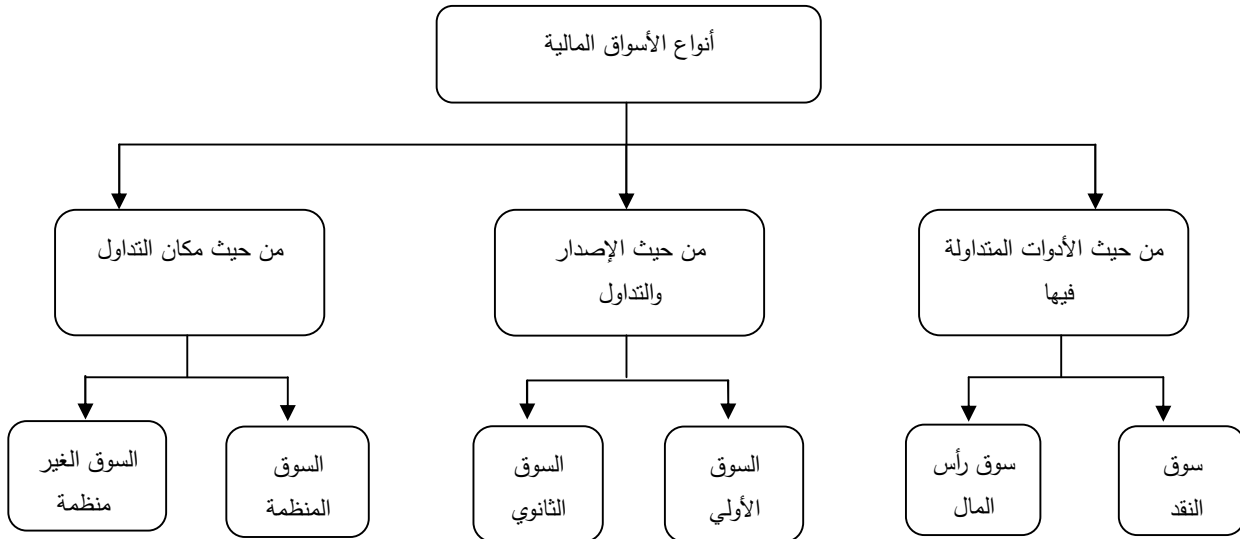 أنواع الأسواق المالية
من حيث الأدوات المتداولة
فيها
من حيث الإصدار
والتداول
من حيث مكان التداول
سوق
النقد
سوق رأس
المال
السوق
الأولي
السوق
الثانوي
السوق
المنظمة
السوق الغير
منظمة